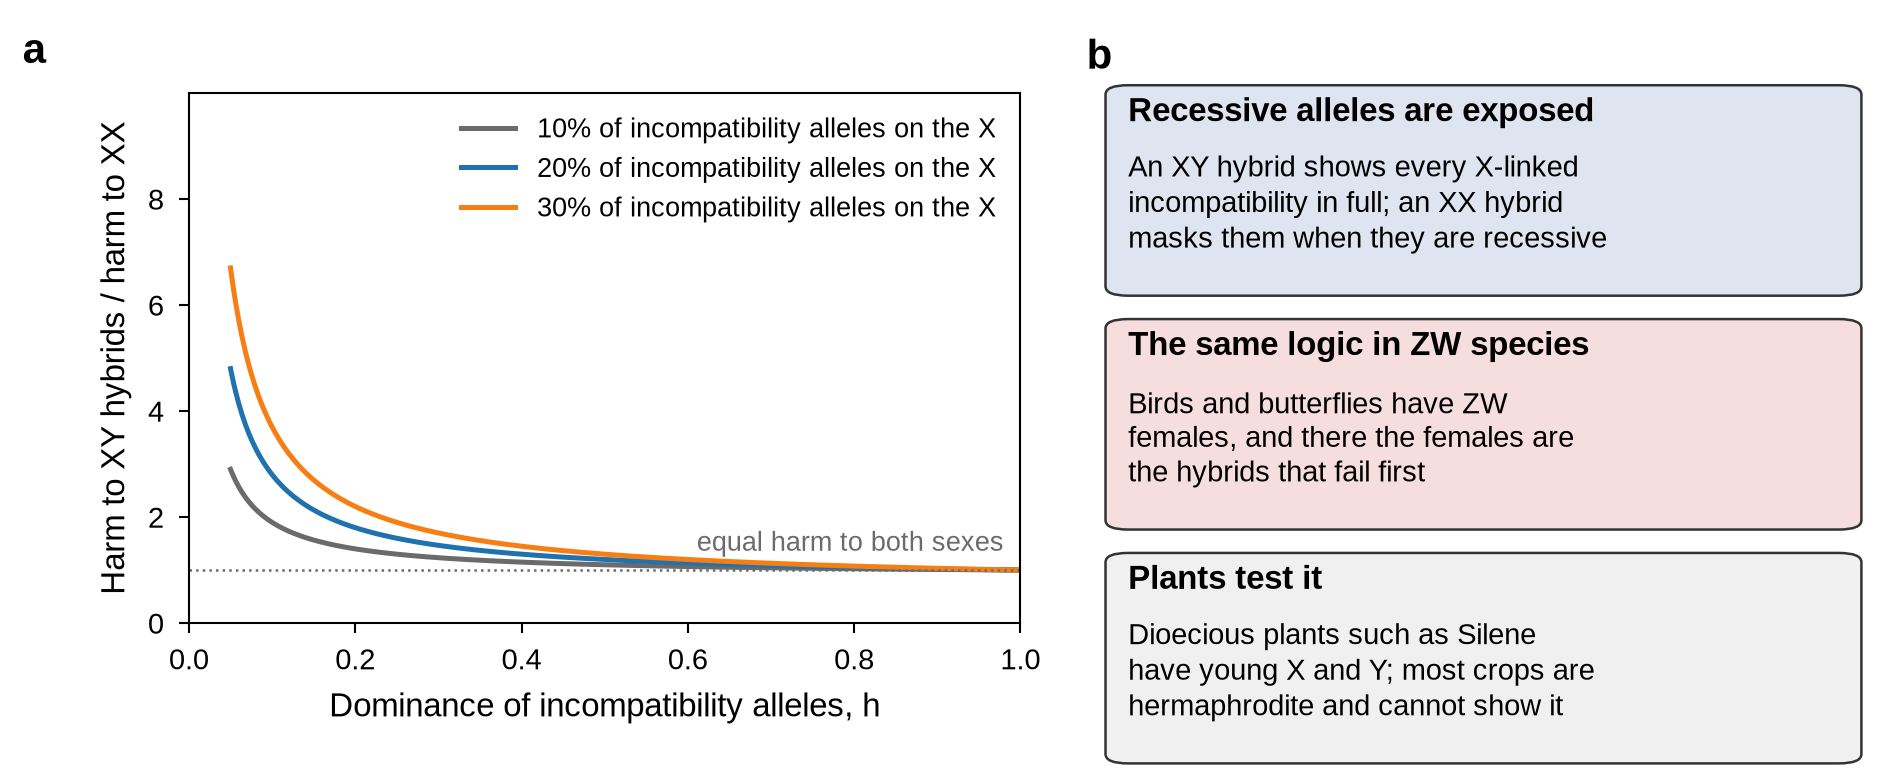 a
Harm to XY hybrids / harm to XX
8
6
4
2
0
10% of incompatibility alleles on the X
20% of incompatibility alleles on the X
30% of incompatibility alleles on the X
equal harm to both sexes
0.0
0.2
0.4
0.6
0.8
1.0
Dominance of incompatibility alleles, h
b
Recessive alleles are exposed
An XY hybrid shows every X-linked
incompatibility in full; an XX hybrid
masks them when they are recessive
The same logic in ZW species
Birds and butterflies have ZW
females, and there the females are
the hybrids that fail first
Plants test it
Dioecious plants such as Silene
have young X and Y; most crops are
hermaphrodite and cannot show it